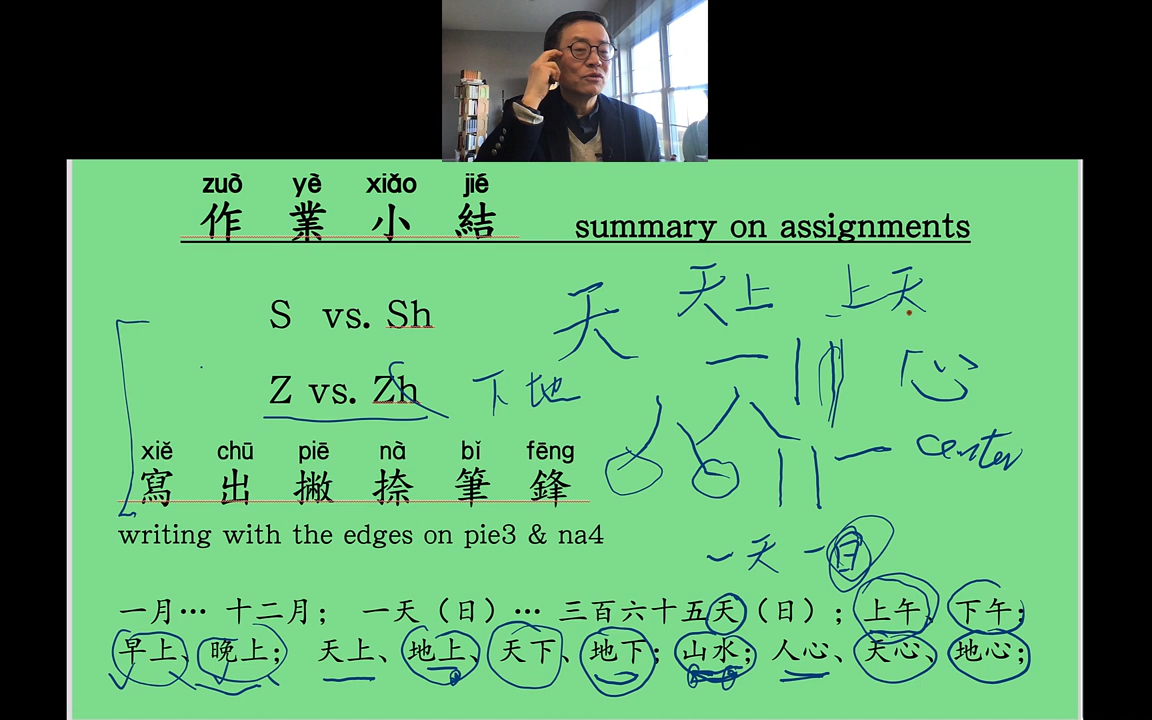 zuò yè xiǎo jié
作業小結 summary on assignments
天 天上 上天
S vs. Sh
Z vs. Zh 下地 心
center
xiě chū piē nà bǐ fēng
寫出撇捺筆鋒
writing with the edges on pie3 & na4
一天 一日
一月… 十二月； 一天（日）… 三百六十五天（日）；上午、下午；
早上、晚上； 天上、地上、天下、地下；山水；人心、天心、地心；